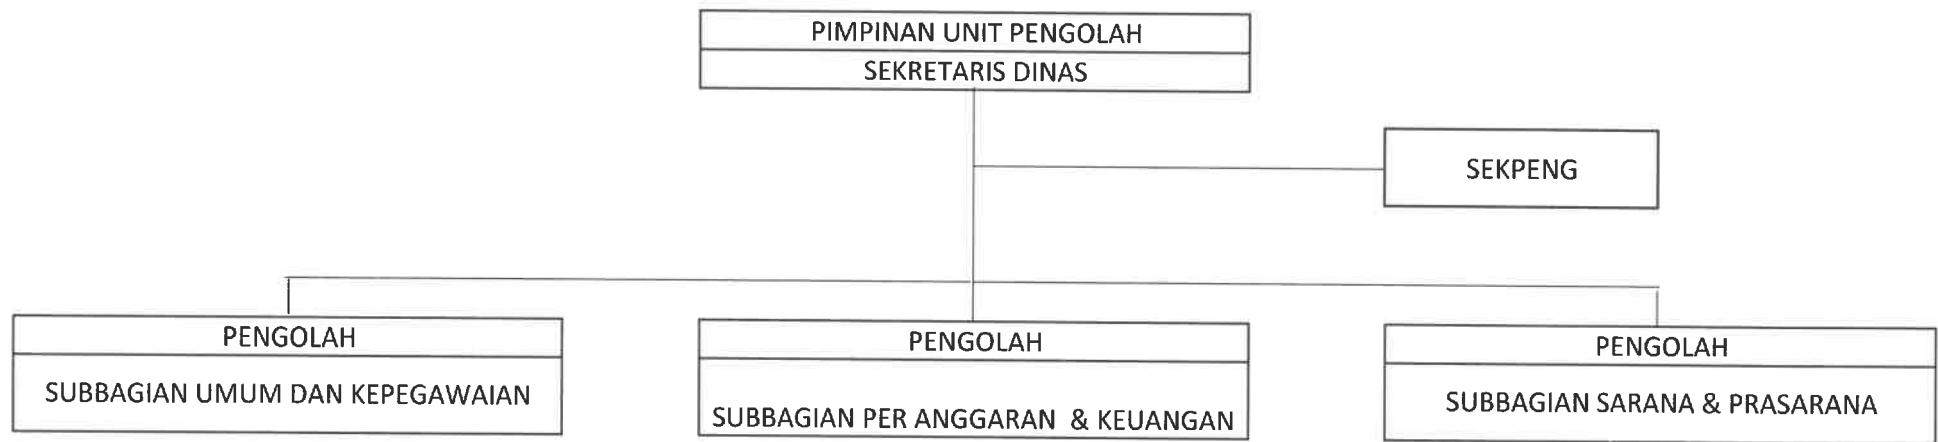 PIMPINAN UNIT PENGOLAH
SEKRETARIS DINAS
SEKPENG
PENGOLAH
SUBBAGIAN UMUM DAN KEPEGAWAIAN
PENGOLAH
SUBBAGIAN PER ANGGARAN & KEUANGAN
PENGOLAH
SUBBAGIAN SARANA & PRASARANA